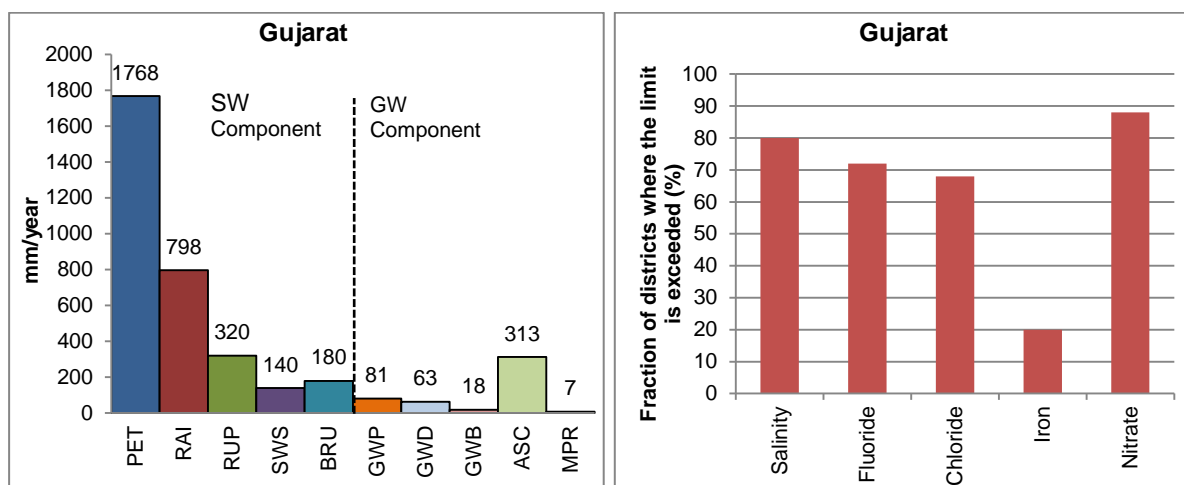 Gujarat
mm/year
2000
1800
1600
1400
1200
1000
800
600
400
200
0
1768
798
320
140
180
81
63
18
313
7
SW
Component
GW
Component
PET
RAI
RUP
SWS
BRU
GWP
GWD
GWB
ASC
MPR
Gujarat
Fraction of districts where the limit
is exceeded (%)
100
90
80
70
60
50
40
30
20
10
0
Salinity
Fluoride
Chloride
Iron
Nitrate